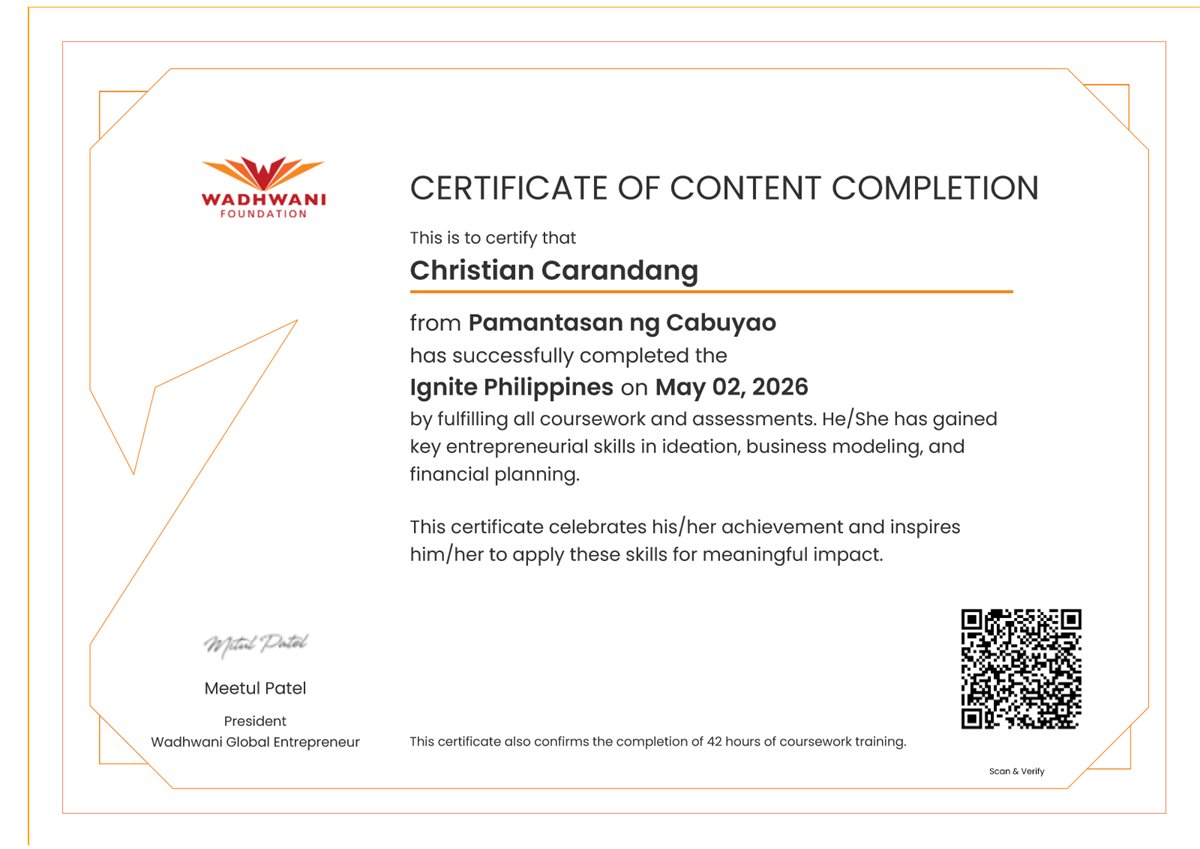 WADHWANI
FOUNDATION
CERTIFICATE OF CONTENT COMPLETION
This is to certify that
Christian Carandang
from Pamantasan ng Cabuyao
has successfully completed the
Ignite Philippines on May 02, 2026
by fulfilling all coursework and assessments. He/She has gained
key entrepreneurial skills in ideation, business modeling, and
financial planning.
This certificate celebrates his/her achievement and inspires
him/her to apply these skills for meaningful impact.
Mitul Patel
Meetul Patel
President
Wadhwani Global Entrepreneur
This certificate also confirms the completion of 42 hours of coursework training.
Scan & Verify